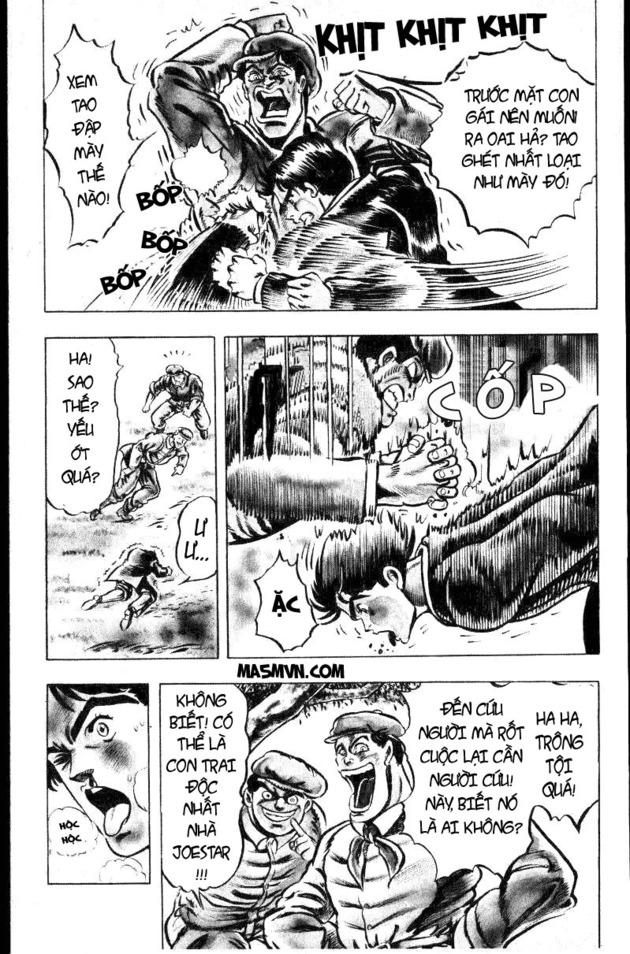 KHỊT KHỊT KHỊT
TRƯỚC MẶT CON
GÁI NÊN MUỐN
RA OAI HẢ? TAO
GHÉT NHẤT LOẠI
NHƯ MÀY ĐÓ!
XEM
TAO
ĐẬP
MÀY
THẾ
NÀO!
BỐP
BỐP
BỐP
HA!
SAO
THẾ?
YẾU
ỚT
QUÁ?
Ư
Ư...
CỐP
ẶC
MASMVN.COM
HA HA,
TRÔNG
TỘI
QUÁ!
ĐẾN CỨU
NGƯỜI MÀ RỐT
CUỘC LẠI CẦN
NGƯỜI CỨU!
NÀY, BIẾT NÓ
LÀ AI KHÔNG?
KHÔNG
BIẾT! CÓ
THỂ LÀ
CON TRAI
ĐỘC
NHẤT
NHÀ
JOESTAR
!!!
HỘC
HỘC